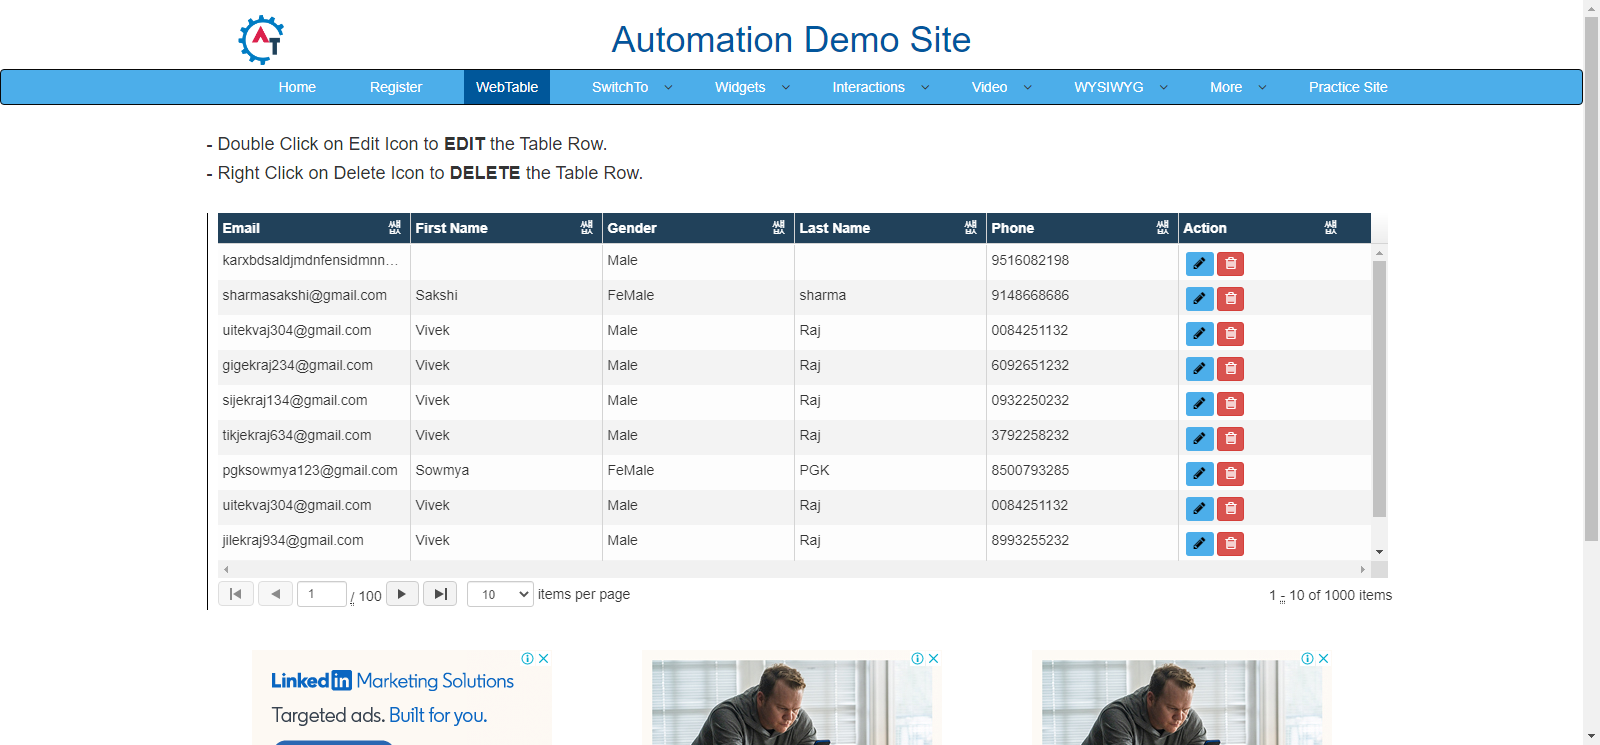 AT
Automation Demo Site
Home Register WebTable SwitchTo Widgets Interactions Video WYSIWYG More Practice Site
- Double Click on Edit Icon to EDIT the Table Row.
- Right Click on Delete Icon to DELETE the Table Row.
Email First Name Gender Last Name Phone Action
karxbdsaldjmdnfensidmnn... Male 9516082198
sharmasakshi@gmail.com Sakshi FeMale sharma 9148668686
uitekvaj304@gmail.com Vivek Male Raj 0084251132
gigekraj234@gmail.com Vivek Male Raj 6092651232
sijekraj134@gmail.com Vivek Male Raj 0932250232
tikjekraj634@gmail.com Vivek Male Raj 3792258232
pgksowmya123@gmail.com Sowmya FeMale PGK 8500793285
uitekvaj304@gmail.com Vivek Male Raj 0084251132
jilekraj934@gmail.com Vivek Male Raj 8993255232
1 / 100 10 items per page 1 - 10 of 1000 items
LinkedIn Marketing Solutions
Targeted ads. Built for you.